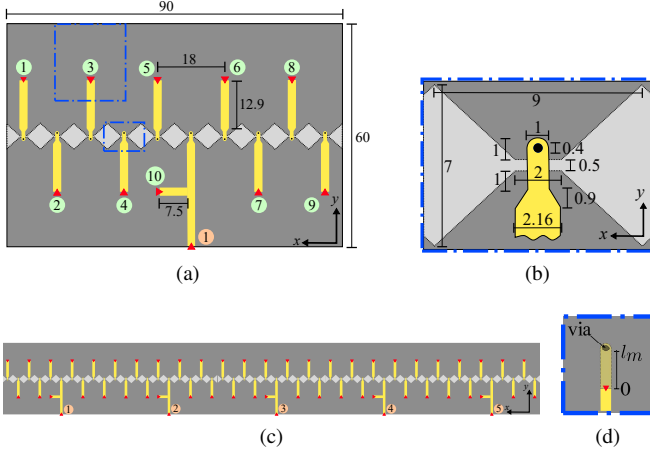 90
1 3 5 18 6 8
12.9
60
10
2 4 7.5 7 9
1
x y
(a)
9
1
0.4
1
0.5
7
1
2
0.9
2.16
y
x
(b)
1 2 3 4 5
y
x
(c)
via
l_m
0
(d)